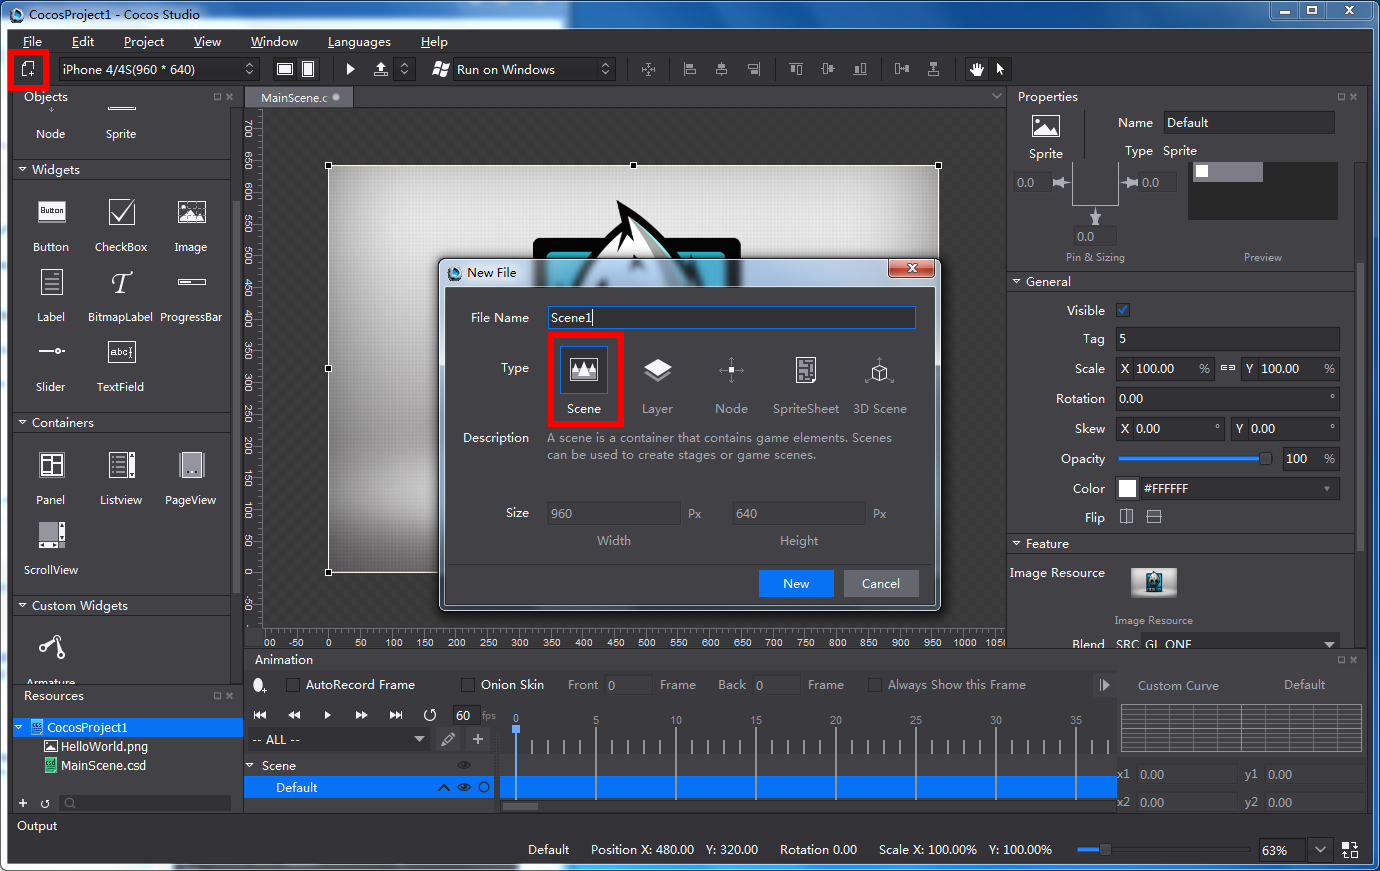 CocosProject1 - Cocos Studio
File Edit Project View Window Languages Help
iPhone 4/4S(960 * 640) Run on Windows
Objects
Node Sprite
Widgets
Button
Button CheckBox Image
Label BitmapLabel ProgressBar
abc
Slider TextField
Containers
Panel Listview PageView
ScrollView
Custom Widgets
Armature
MainScene.c
700
650
600
550
500
450
400
350
300
250
200
150
100
50
0
-50
00 -50 0 50 100 150 200 250 300 350 400 450 500 550 600 650 700 750 800 850 900 950 1000 105
New File
File Name Scene1
Type
Scene Layer Node SpriteSheet 3D Scene
Description A scene is a container that contains game elements. Scenes
can be used to create stages or game scenes.
Size 960 Px 640 Px
Width Height
New Cancel
Properties
Name Default
Sprite Type Sprite
0.0 0.0
0.0
Pin & Sizing Preview
General
Visible
Tag 5
Scale X 100.00 % Y 100.00 %
Rotation 0.00 °
Skew X 0.00 ° Y 0.00 °
Opacity 100 %
Color #FFFFFF
Flip
Feature
Image Resource
Image Resource
Blend SRC GL_ONE
Resources
CocosProject1
HelloWorld.png
MainScene.csd
Animation
AutoRecord Frame Onion Skin Front 0 Frame Back 0 Frame Always Show this Frame Custom Curve Default
60 fps 0 5 10 15 20 25 30 35
-- ALL --
Scene
Default
x1 0.00 y1 0.00
x2 0.00 y2 0.00
Output
Default Position X: 480.00 Y: 320.00 Rotation 0.00 Scale X: 100.00% Y: 100.00% 63%